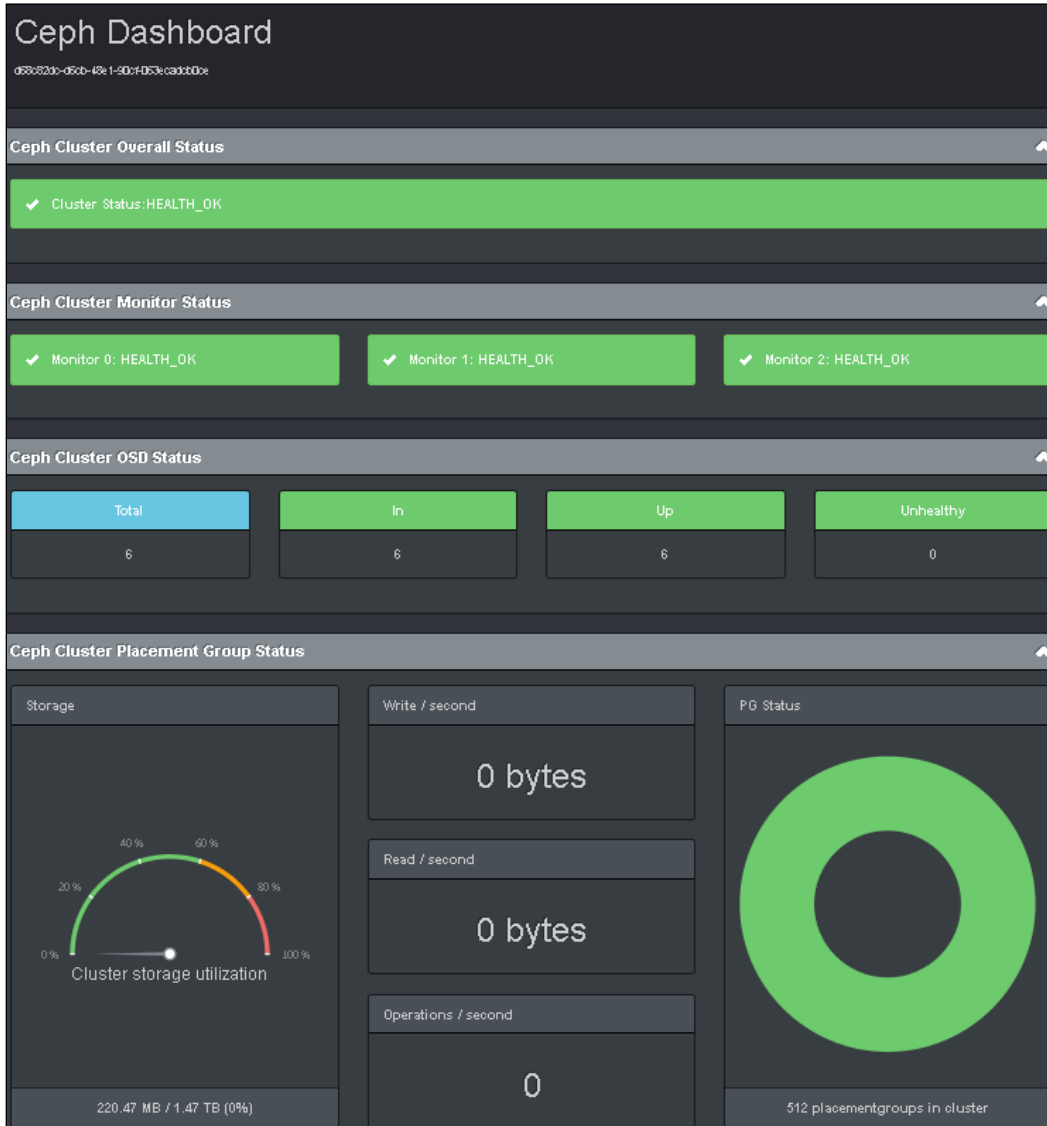 Ceph Dashboard
Ceph Cluster Overall Status
Cluster Status:HEALTH_OK
Ceph Cluster Monitor Status
Monitor 0: HEALTH_OK
Monitor 1: HEALTH_OK
Monitor 2: HEALTH_OK
Ceph Cluster OSD Status
Total
In
Up
Unhealthy
6
6
6
0
Ceph Cluster Placement Group Status
Storage
Write / second
PG Status
0 bytes
Read / second
0 bytes
40 %
60 %
20 %
80 %
0 %
100 %
Cluster storage utilization
Operations / second
0
220.47 MB / 1.47 TB (0%)
512 placementgroups in cluster